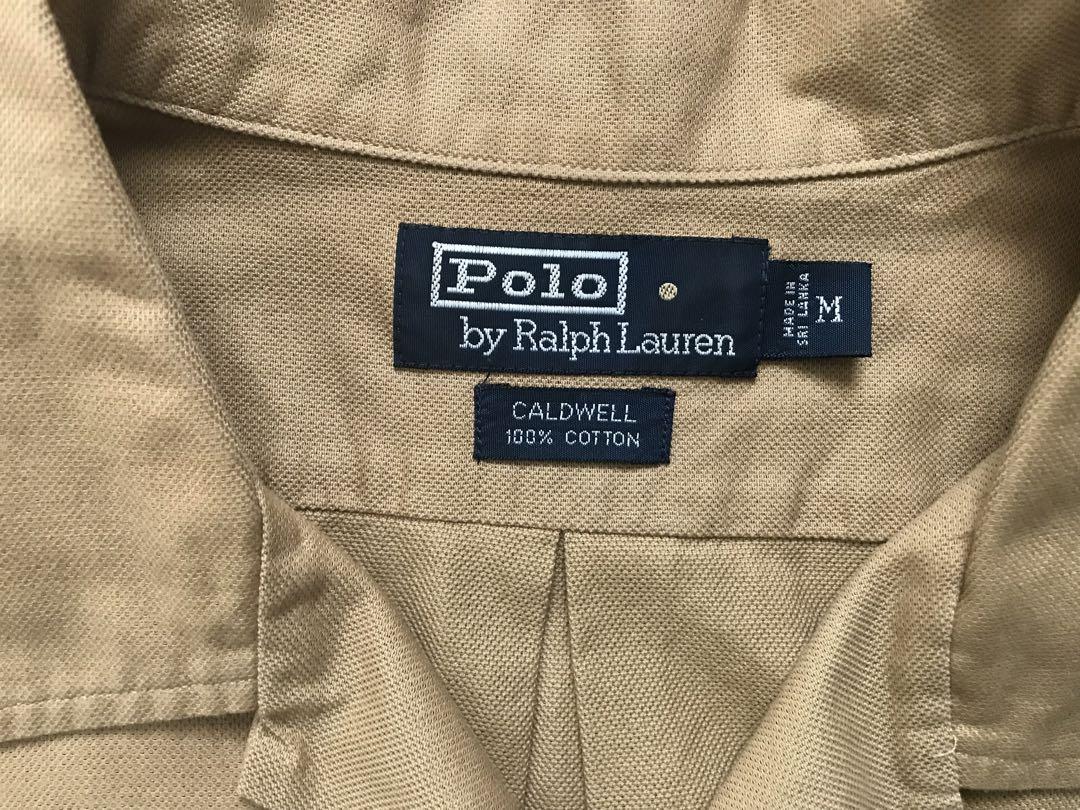 Polo
by Ralph Lauren
MADE IN
SRI LANKA
M
CALDWELL
100% COTTON